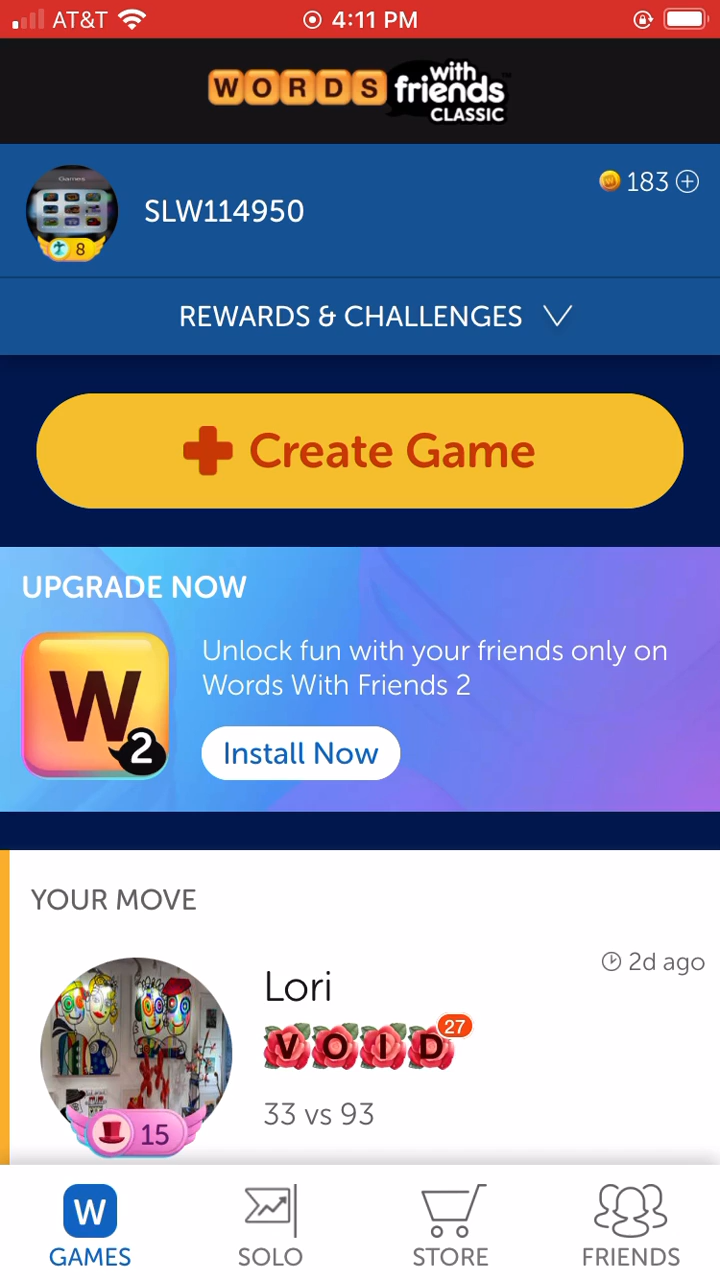 AT&T 4:11 PM
WORDS with friends CLASSIC
SLW114950
183
8
REWARDS & CHALLENGES
Create Game
UPGRADE NOW
W 2
Unlock fun with your friends only on
Words With Friends 2
Install Now
YOUR MOVE
2d ago
Lori
VOID 27
33 vs 93
15
W
GAMES SOLO STORE FRIENDS